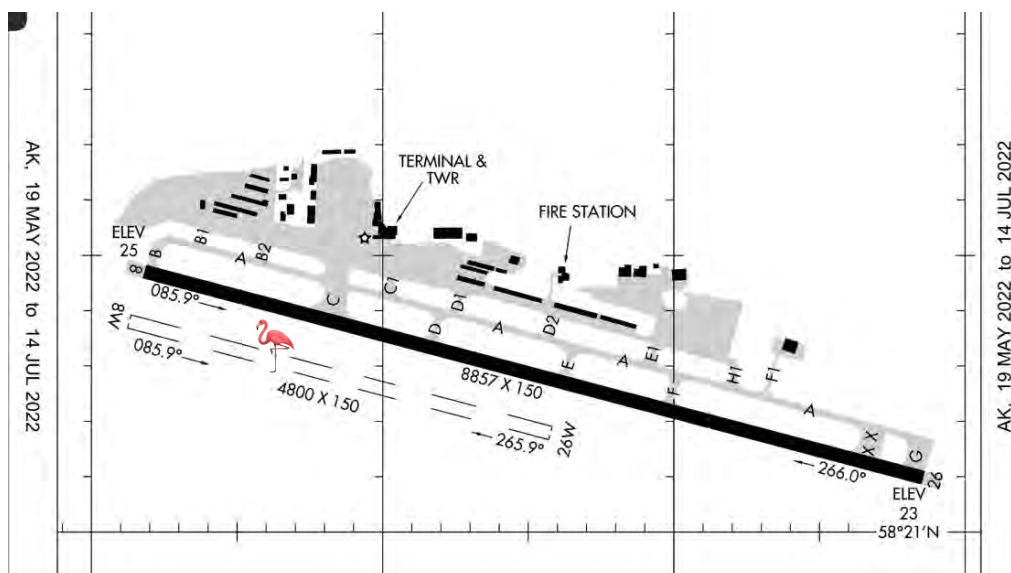 AK, 19 MAY 2022 to 14 JUL 2022
AK, 19 MAY 2022 to 14 JUL 2022
TERMINAL &
TWR
FIRE STATION
ELEV
25
B
B1
A
B2
8
085.9°
C
C1
D
D1
A
D2
8W
085.9°
4800 X 150
8857 X 150
E
A
E1
F
H1
F1
A
265.9°
26W
266.0°
X X
G
26
ELEV
23
58°21'N